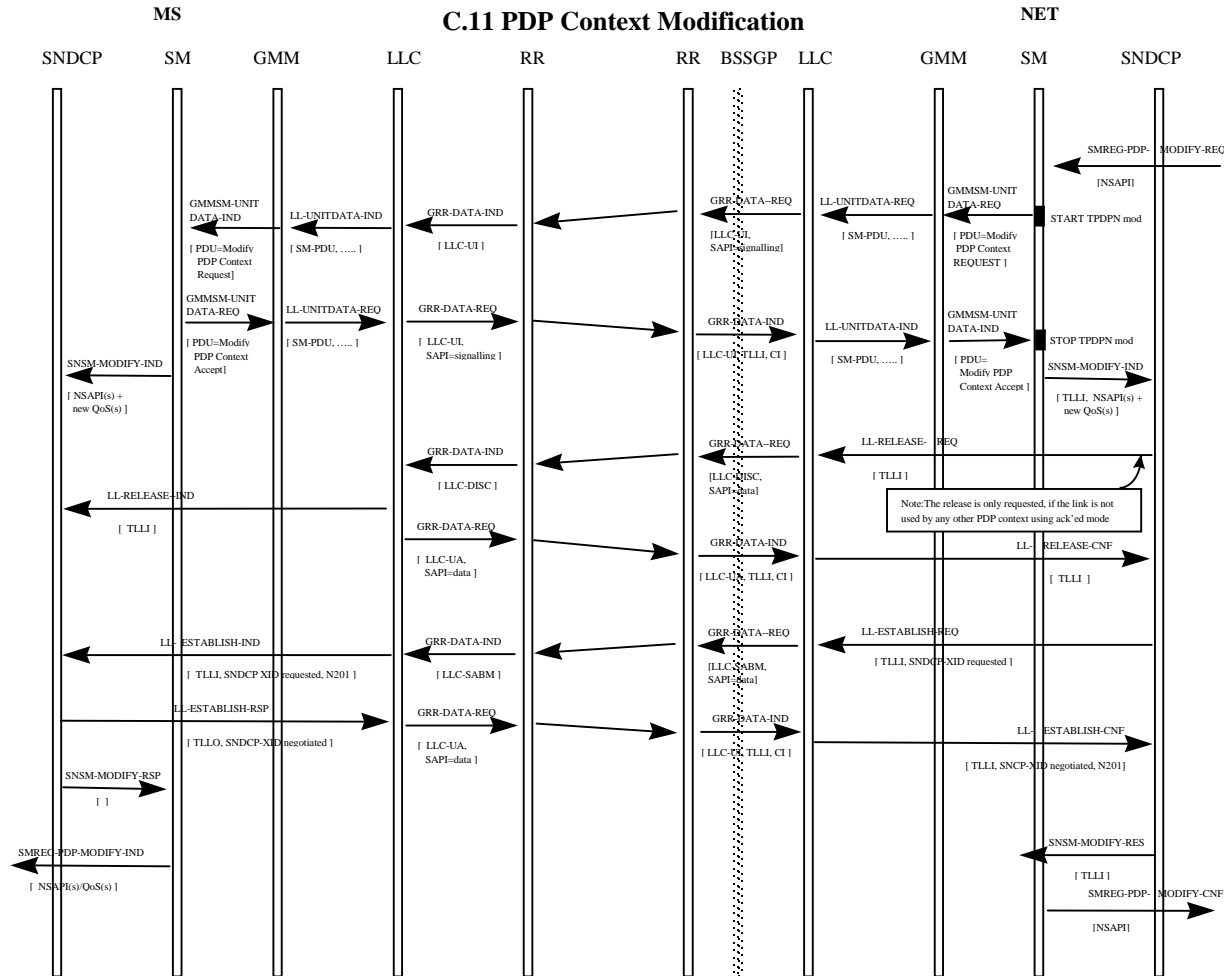 MS
C.11 PDP Context Modification
NET
SNDCP SM GMM LLC RR RR BSSGP LLC GMM SM SNDCP
SMREG-PDP- MODIFY-REQ
[NSAPI]
GMMSM-UNIT
DATA-IND
LL-UNITDATA-IND
GRR-DATA-IND
GRR-DATA--REQ
LL-UNITDATA-REQ
GMMSM-UNIT
DATA-REQ
START TPDPN mod
[ PDU=Modify
PDP Context
Request]
[ SM-PDU, ….. ]
[ LLC-UI ]
[LLC-UI,
SAPI=signalling]
[ SM-PDU, ….. ]
[ PDU=Modify
PDP Context
REQUEST ]
GMMSM-UNIT
DATA-REQ
LL-UNITDATA-REQ
GRR-DATA-REQ
GRR-DATA-IND
LL-UNITDATA-IND
GMMSM-UNIT
DATA-IND
STOP TPDPN mod
[PDU=Modify
PDP Context
Accept]
[SM-PDU, ….. ]
[ LLC-UI,
SAPI=signalling ]
[ LLC-UI, TLLI, CI ]
[ SM-PDU, ….. ]
[ PDU=
Modify PDP
Context Accept ]
SNSM-MODIFY-IND
[ NSAPI(s) +
new QoS(s) ]
SNSM-MODIFY-IND
[ TLLI, NSAPI(s) +
new QoS(s) ]
GRR-DATA-IND
GRR-DATA--REQ
LL-RELEASE- REQ
[ LLC-DISC ]
[LLC-DISC,
SAPI=data]
[ TLLI ]
LL-RELEASE--IND
[ TLLI ]
Note:The release is only requested, if the link is not
used by any other PDP context using ack'ed mode
GRR-DATA-REQ
GRR-DATA-IND
LL- RELEASE-CNF
[ LLC-UA,
SAPI=data ]
[ LLC-UA, TLLI, CI ]
[ TLLI ]
LL- ESTABLISH-IND
GRR-DATA-IND
GRR-DATA--REQ
LL-ESTABLISH-REQ
[ TLLI, SNDCP XID requested, N201 ]
[ LLC-SABM ]
[LLC-SABM,
SAPI=data]
[ TLLI, SNDCP-XID requested ]
LL-ESTABLISH-RSP
GRR-DATA-REQ
GRR-DATA-IND
LL- ESTABLISH-CNF
[ TLLO, SNDCP-XID negotiated ]
[ LLC-UA,
SAPI=data ]
[ LLC-UI, TLLI, CI ]
[ TLLI, SNCP-XID negotiated, N201]
SNSM-MODIFY-RSP
[ ]
SMREG-PDP-MODIFY-IND
[ NSAPI(s)/QoS(s) ]
SNSM-MODIFY-RES
[ TLLI ]
SMREG-PDP- MODIFY-CNF
[NSAPI]